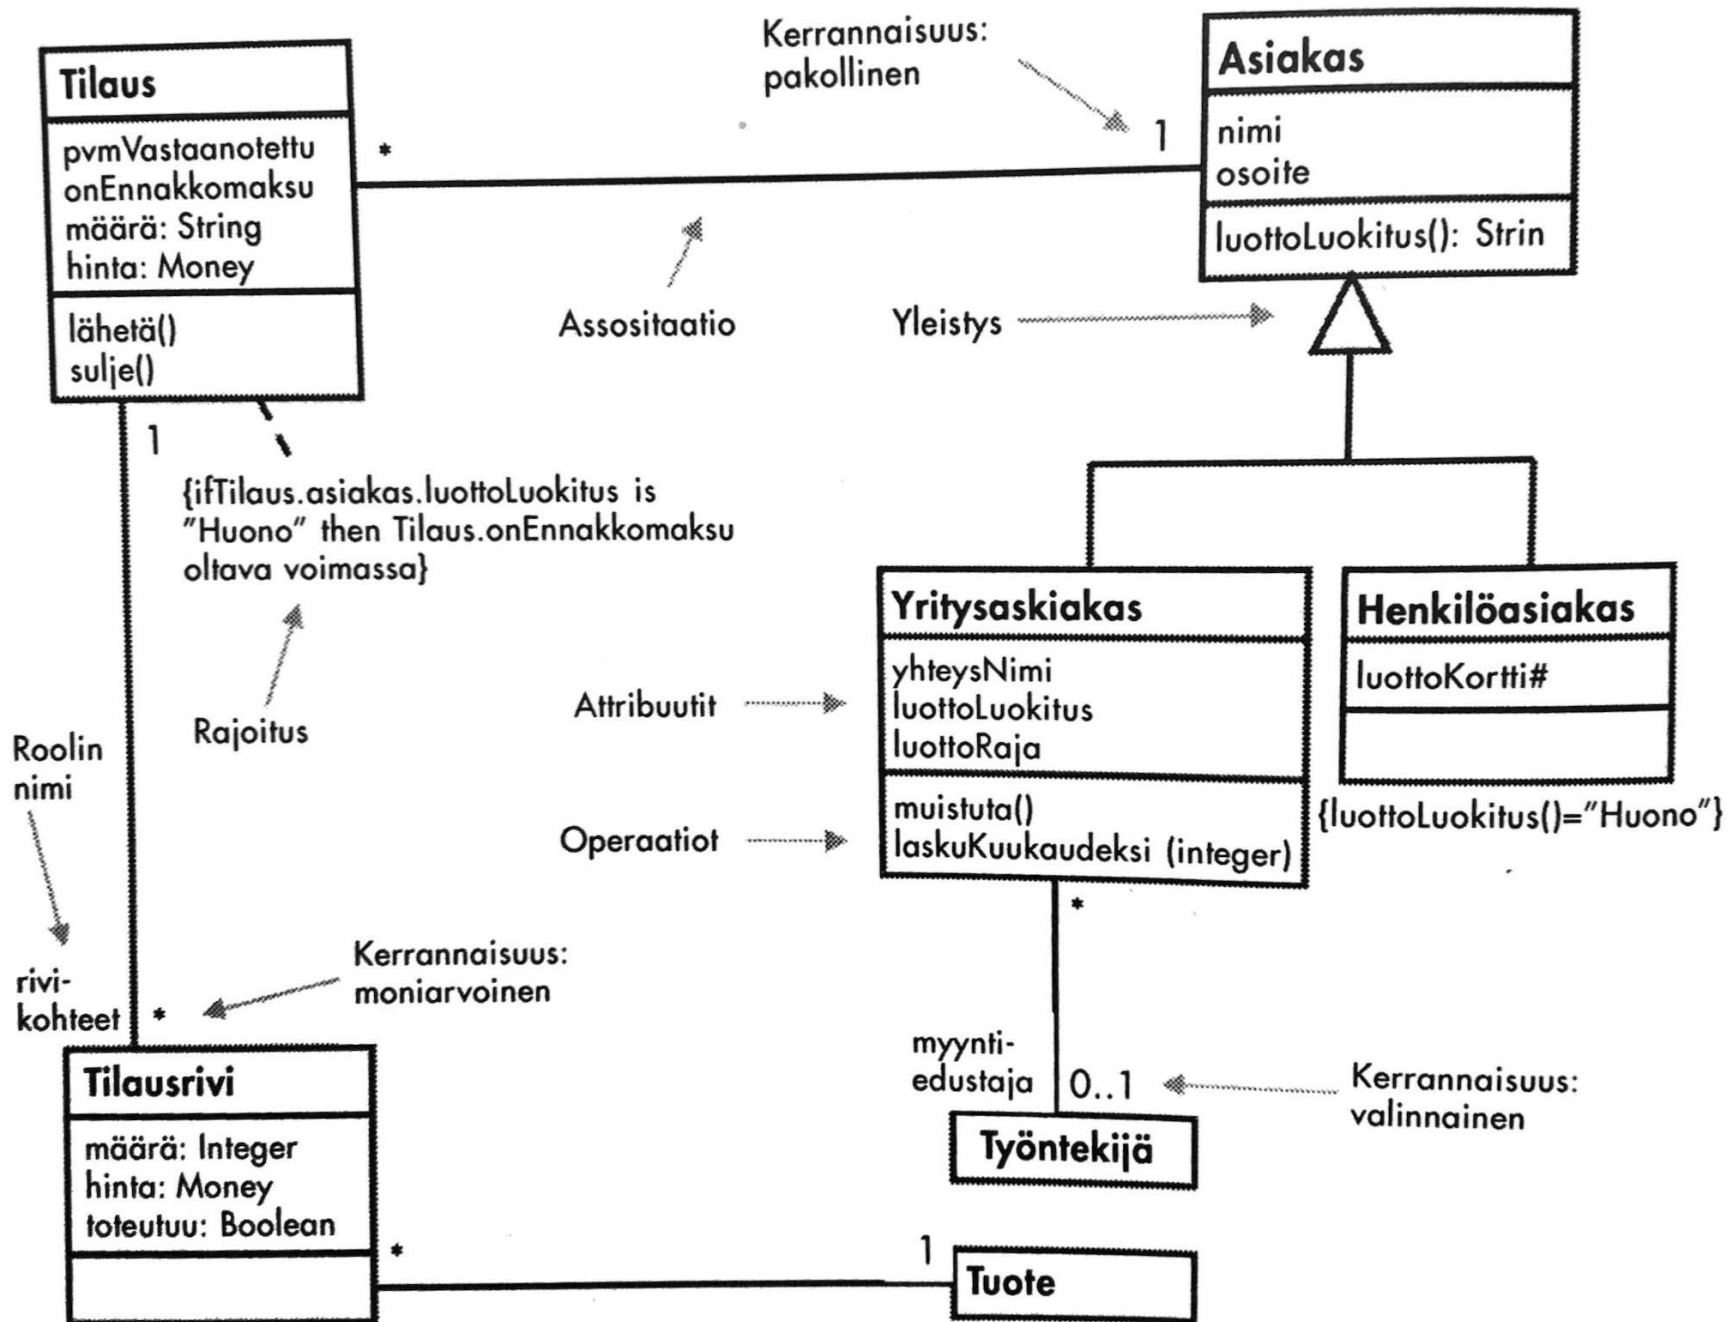 Kerrannaisuus:
pakollinen
Tilaus
pvmVastaanotettu
onEnnakkomaksu
määrä: String
hinta: Money
lähetä()
sulje()
*
1
Asiakas
nimi
osoite
luottoLuokitus(): Strin
Assositaatio
Yleistys
1
{ifTilaus.asiakas.luottoLuokitus is
"Huono" then Tilaus.onEnnakkomaksu
oltava voimassa}
Rajoitus
Yritysaskiakas
yhteysNimi
luottoLuokitus
luottoRaja
muistuta()
laskuKuukaudeksi (integer)
Henkilöasiakas
luottoKortti#
{luottoLuokitus()="Huono"}
Attribuutit
Operaatiot
Roolin
nimi
rivi-
kohteet
*
Kerrannaisuus:
moniarvoinen
*
myynti-
edustaja
0..1
Kerrannaisuus:
valinnainen
Työntekijä
Tilausrivi
määrä: Integer
hinta: Money
toteutuu: Boolean
*
1
Tuote